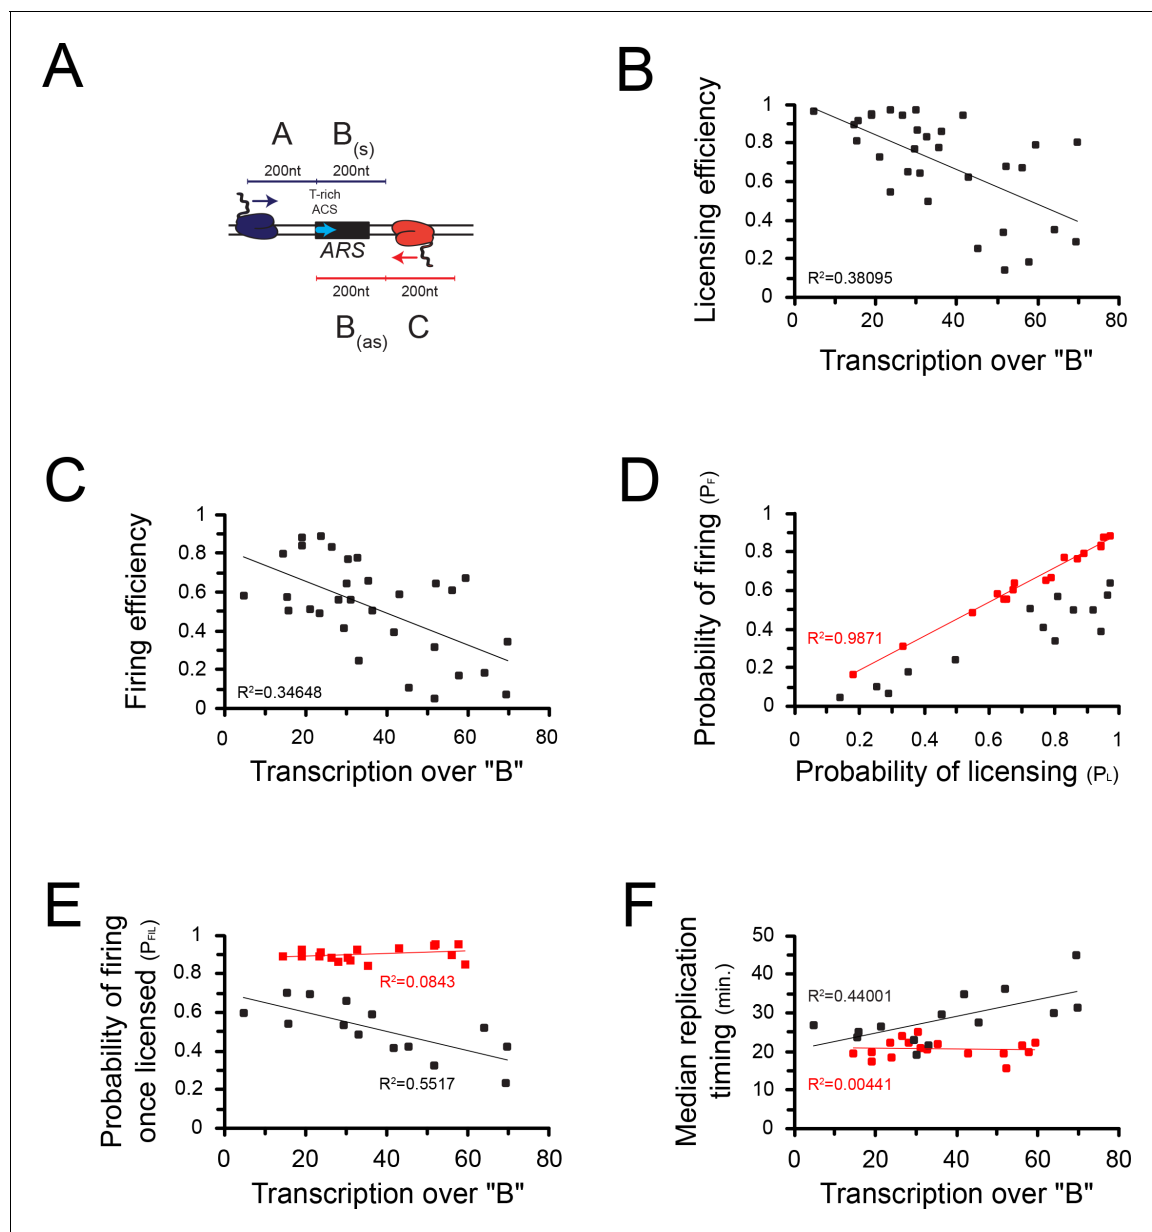 A
A
B(s)
200nt
200nt
T-rich
ACS
ARS
200nt
200nt
B(as)
C
B
Licensing efficiency
1
0.8
0.6
0.4
0.2
0
R²=0.38095
0
20
40
60
80
Transcription over "B"
C
Firing efficiency
1
0.8
0.6
0.4
0.2
0
R²=0.34648
0
20
40
60
80
Transcription over "B"
D
Probability of firing (PF)
1
0.8
0.6
0.4
0.2
0
R²=0.9871
0
0.2
0.4
0.6
0.8
1
Probability of licensing (PL)
E
Probability of firing
once licensed (PF|L)
1
0.8
0.6
0.4
0.2
0
R²=0.0843
R²=0.5517
0
20
40
60
80
Transcription over "B"
F
Median replication
timing (min.)
50
40
30
20
10
0
R²=0.44001
R²=0.00441
0
20
40
60
80
Transcription over "B"